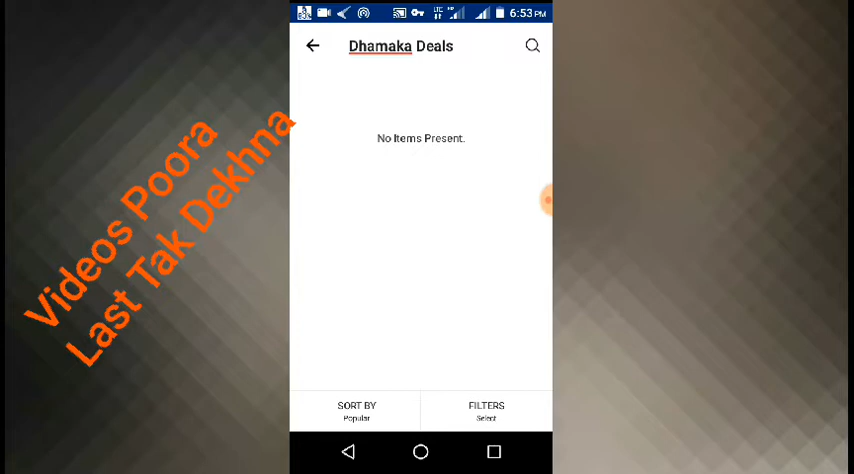 6:53 PM
Dhamaka Deals
No Items Present.
Videos Poora
Last Tak Dekhna
SORT BY
Popular
FILTERS
Select